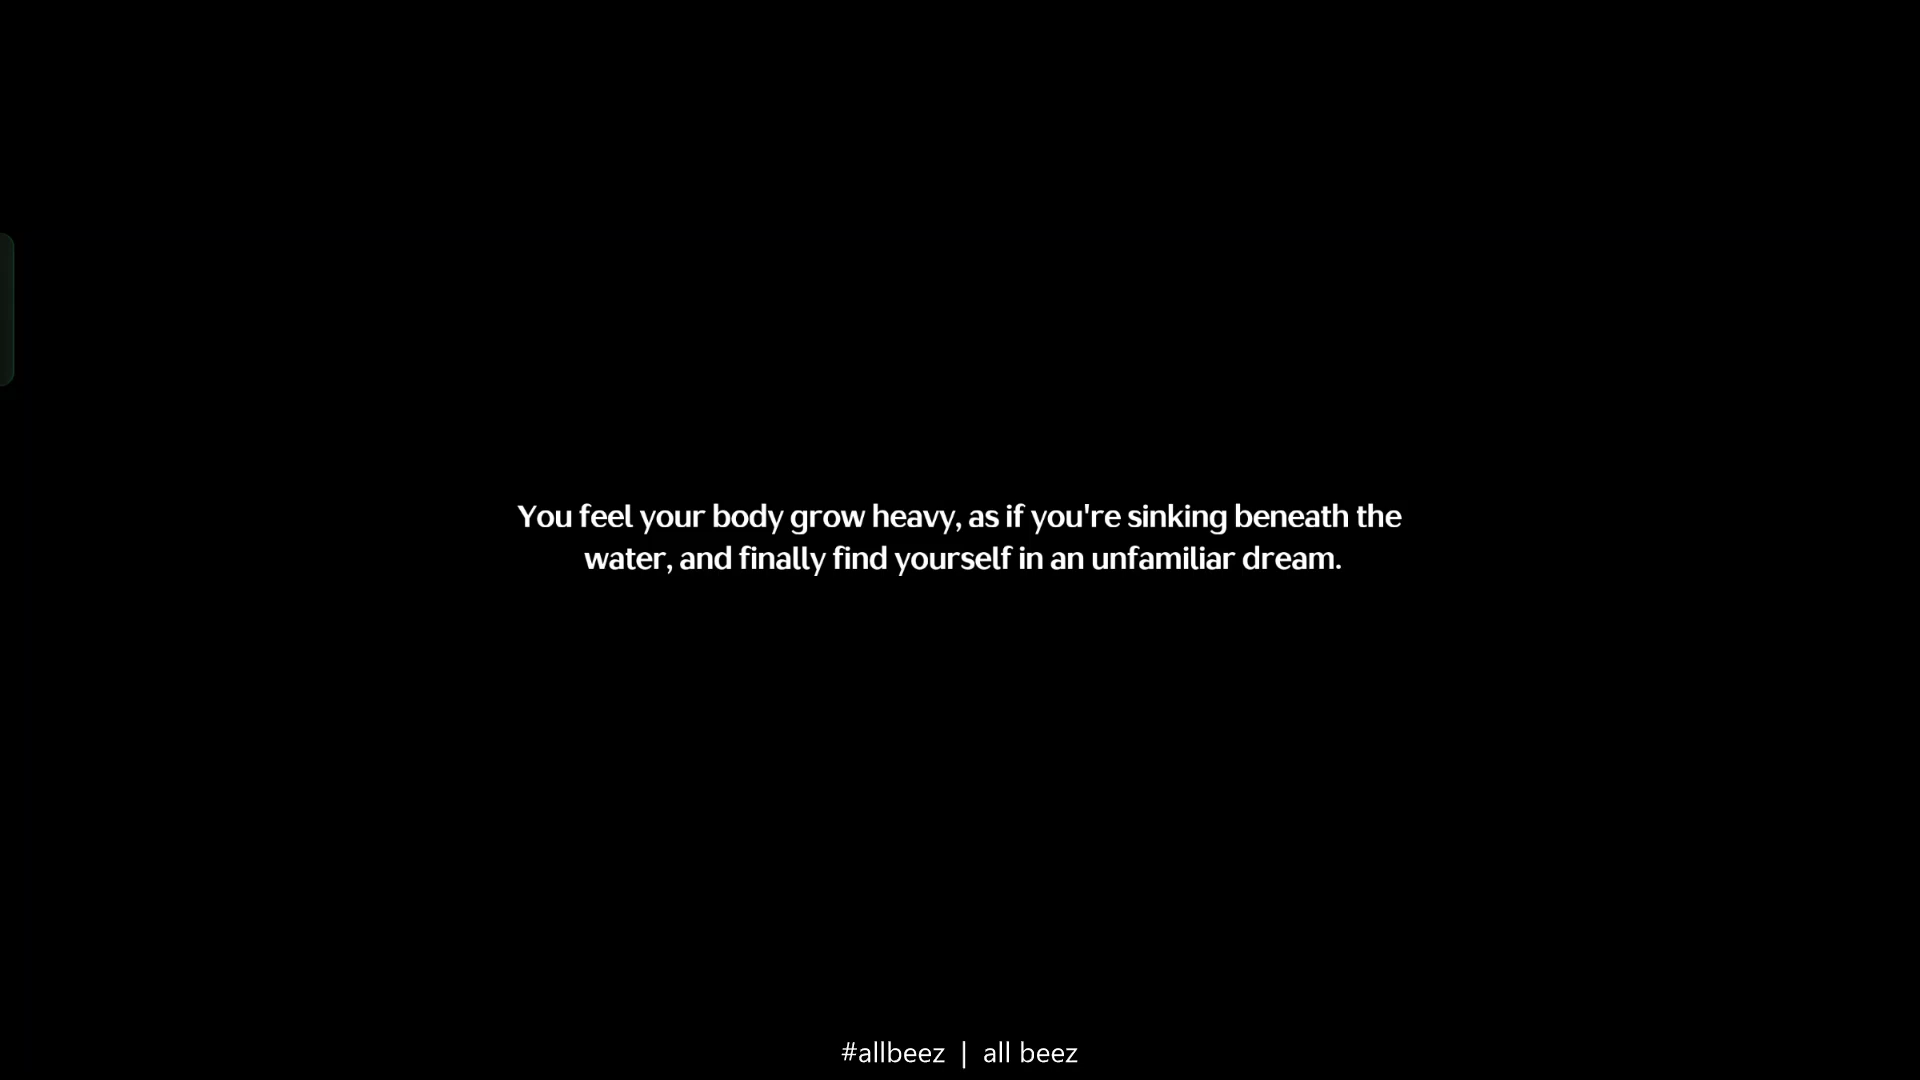 You feel your body grow heavy, as if you're sinking beneath the
water, and finally find yourself in an unfamiliar dream.
#allbeez | all beez